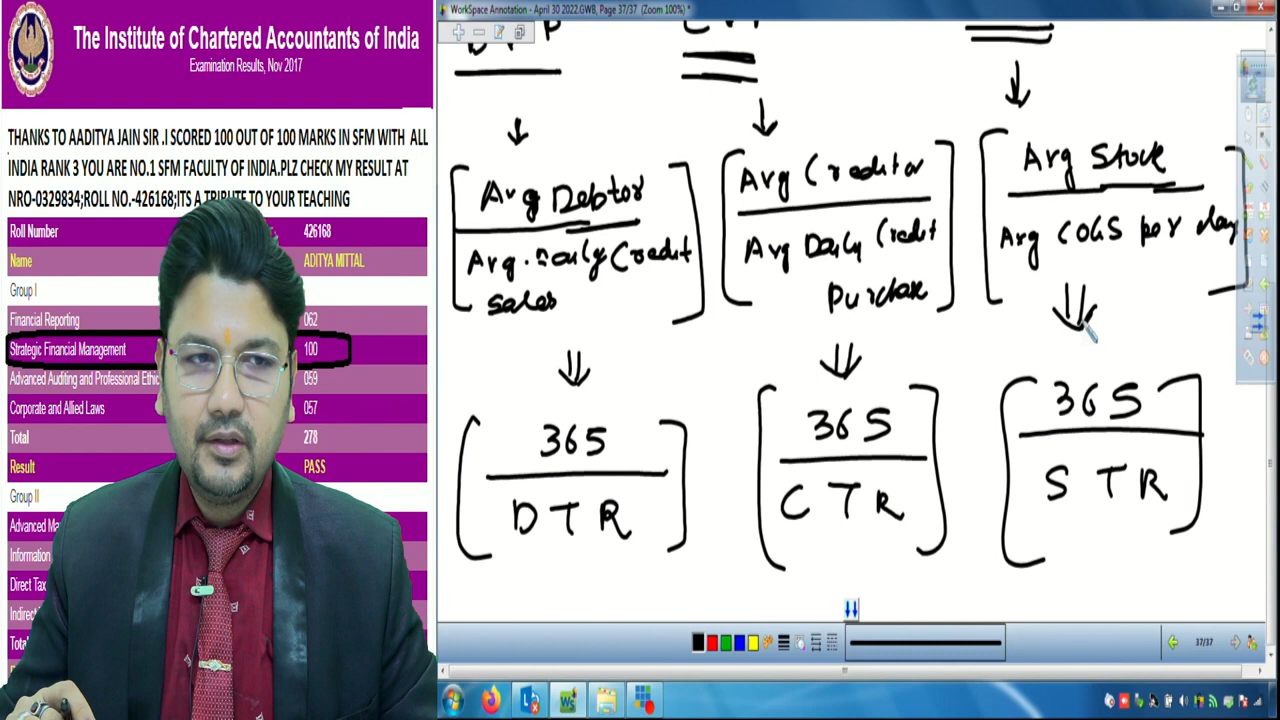 The Institute of Chartered Accountants of India
Examination Results, Nov 2017
THANKS TO AADITYA JAIN SIR .I SCORED 100 OUT OF 100 MARKS IN SFM WITH ALL
INDIA RANK 3 YOU ARE NO.1 SFM FACULTY OF INDIA.PLZ CHECK MY RESULT AT
NRO-0329834;ROLL NO.-426168;ITS A TRIBUTE TO YOUR TEACHING
Roll Number 426168
Name ADITYA MITTAL
Group I
Financial Reporting 062
Strategic Financial Management 100
Advanced Auditing and Professional Ethic 059
Corporate and Allied Laws 057
Total 278
Result PASS
Group II
Advanced Ma
Information
Direct Tax
Indirect
Tota
WorkSpace Annotation - April 30 2022.GWB, Page 37/37 (Zoom 100%) *
Avg Debtor
Avg. Daily Credit
sales
Avg Creditor
Avg Daily Credit
Purchase
Avg Stock
Avg COGS per day
365
DTR
365
CTR
365
STR
37/37